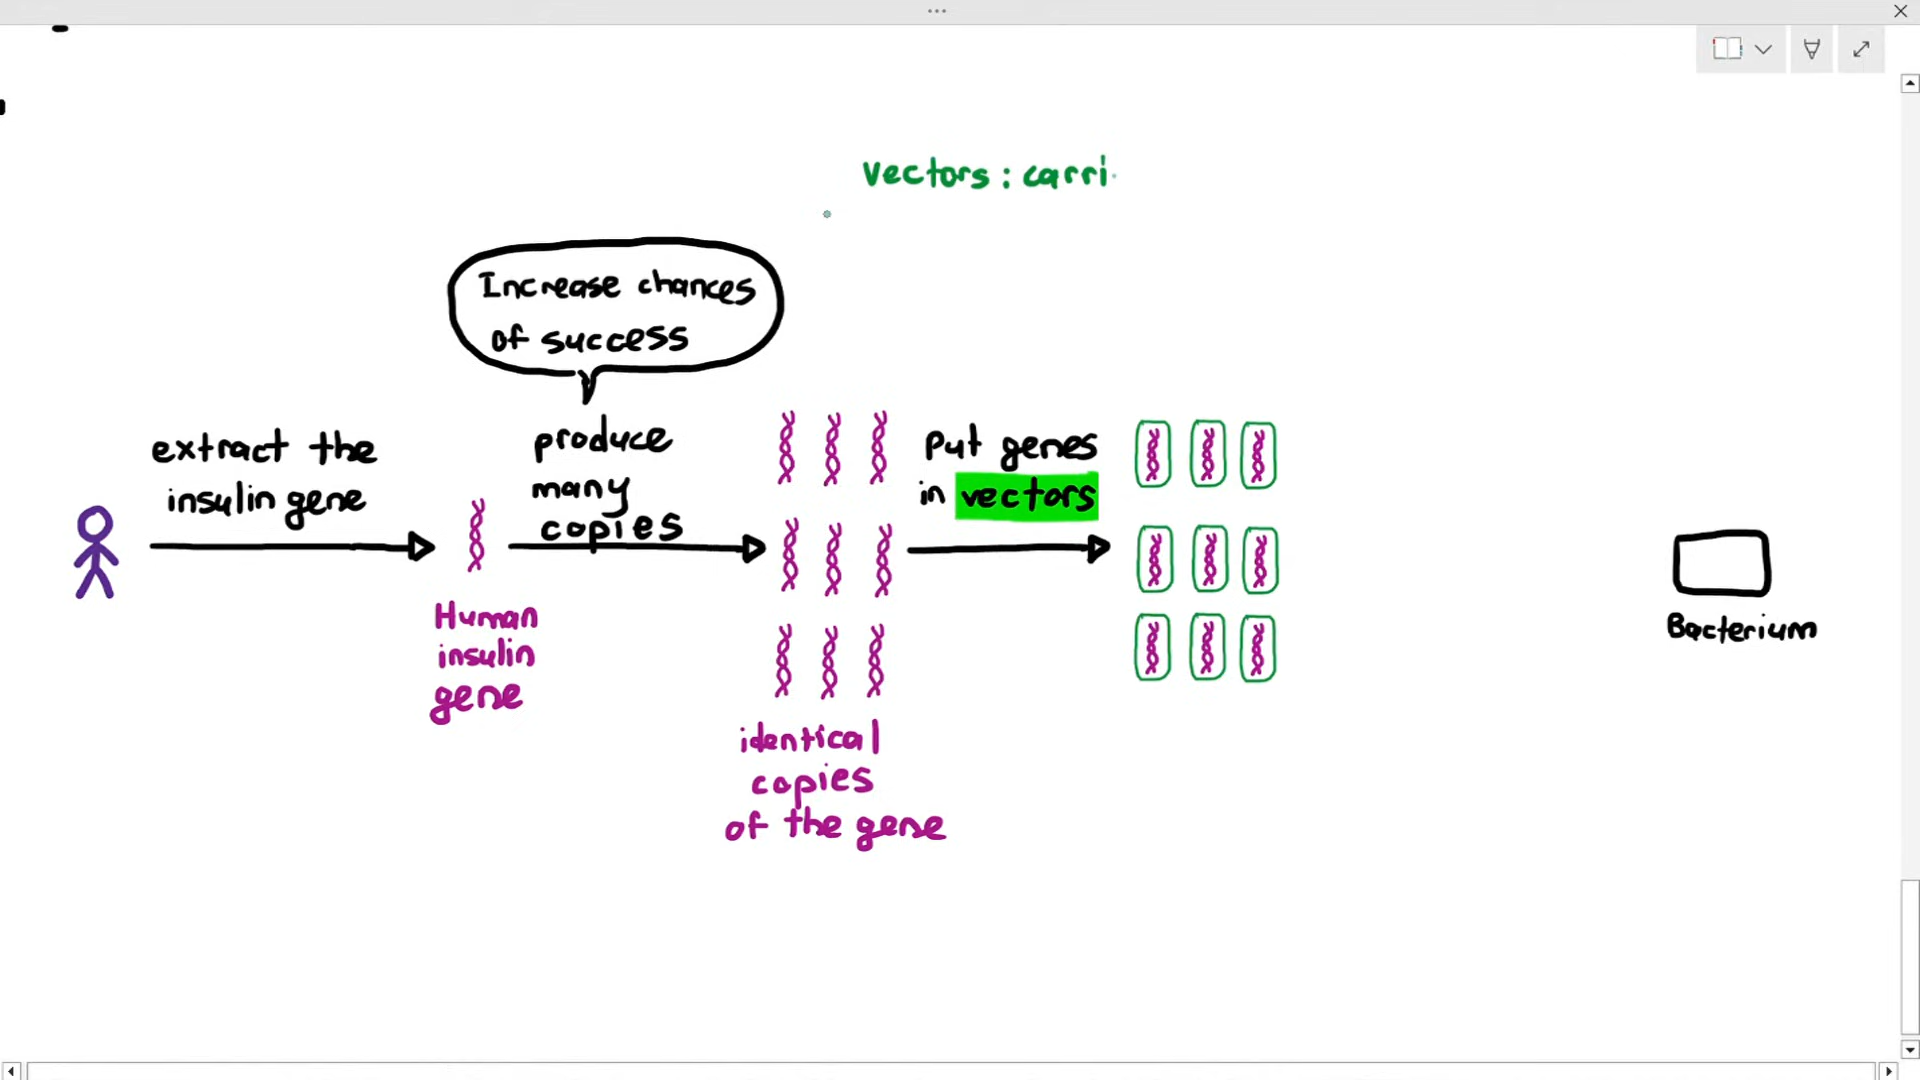 vectors : carri
Increase chances
of success
extract the
insulin gene
produce
many
copies
Put genes
in vectors
Human
insulin
gene
identical
copies
of the gene
Bacterium